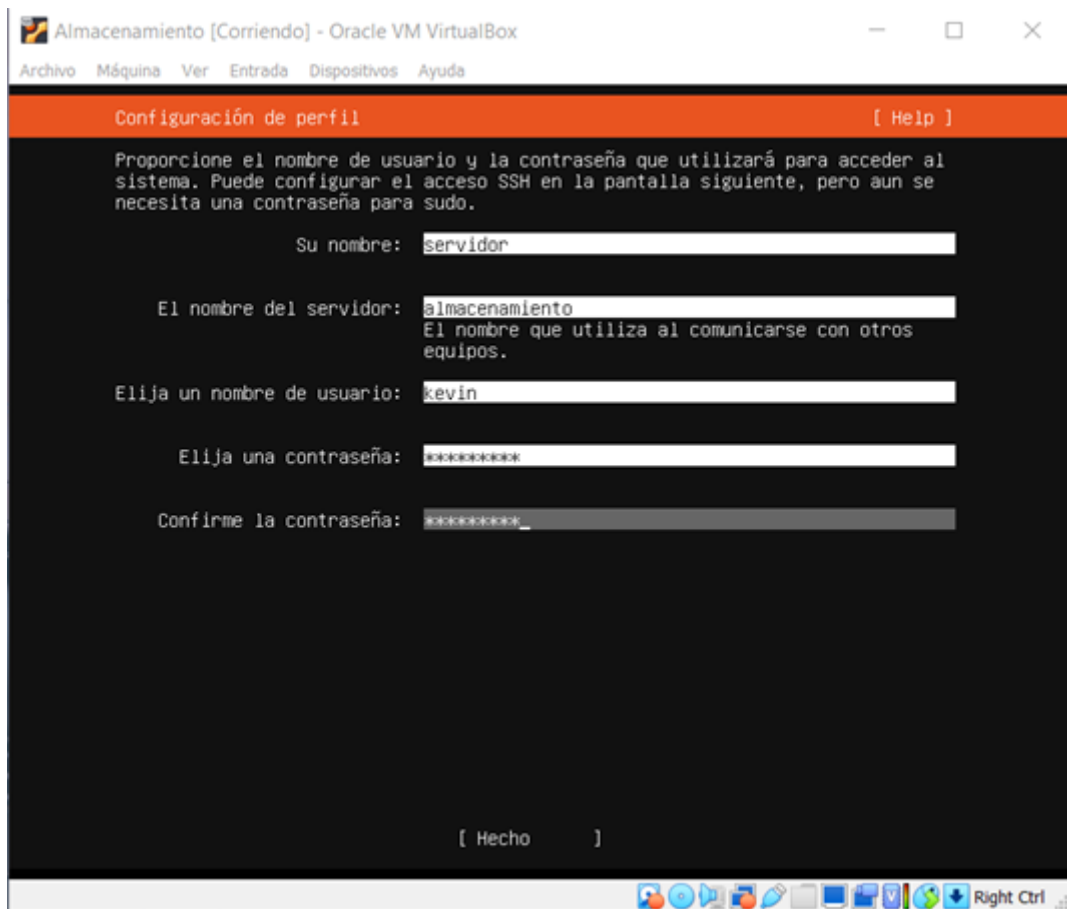 Almacenamiento [Corriendo] - Oracle VM VirtualBox
Archivo Máquina Ver Entrada Dispositivos Ayuda
Configuración de perfil [ Help ]
Proporcione el nombre de usuario y la contraseña que utilizará para acceder al
sistema. Puede configurar el acceso SSH en la pantalla siguiente, pero aun se
necesita una contraseña para sudo.
Su nombre: servidor
El nombre del servidor: almacenamiento
El nombre que utiliza al comunicarse con otros
equipos.
Elija un nombre de usuario: kevin
Elija una contraseña: *********
Confirme la contraseña: *********_
[ Hecho ]
Right Ctrl